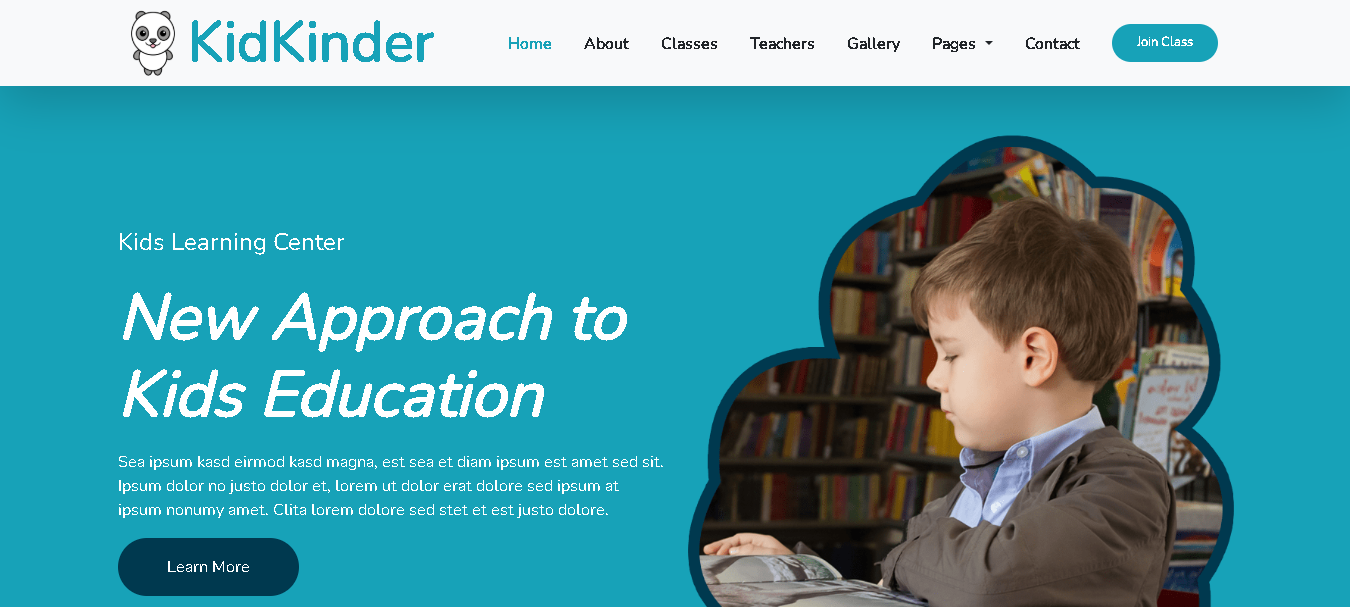 KidKinder
Home About Classes Teachers Gallery Pages Contact Join Class
Kids Learning Center
New Approach to
Kids Education
Sea ipsum kasd eirmod kasd magna, est sea et diam ipsum est amet sed sit.
Ipsum dolor no justo dolor et, lorem ut dolor erat dolore sed ipsum at
ipsum nonumy amet. Clita lorem dolore sed stet et est justo dolore.
Learn More